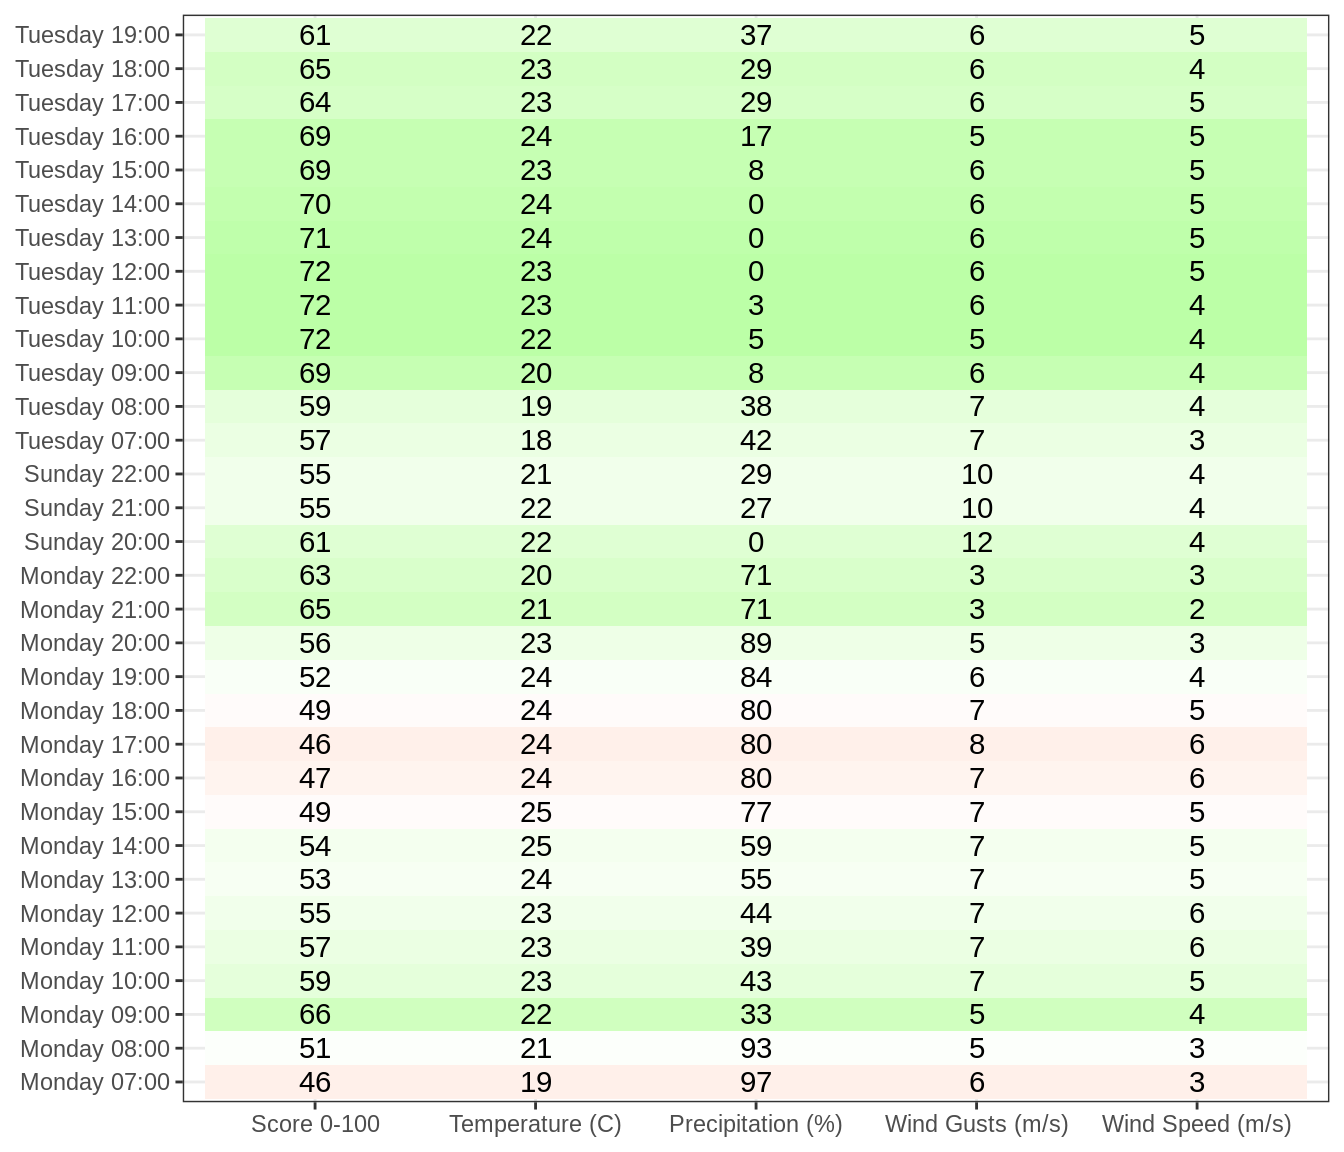 Tuesday 19:00 61 22 37 6 5
Tuesday 18:00 65 23 29 6 4
Tuesday 17:00 64 23 29 6 5
Tuesday 16:00 69 24 17 5 5
Tuesday 15:00 69 23 8 6 5
Tuesday 14:00 70 24 0 6 5
Tuesday 13:00 71 24 0 6 5
Tuesday 12:00 72 23 0 6 5
Tuesday 11:00 72 23 3 6 4
Tuesday 10:00 72 22 5 5 4
Tuesday 09:00 69 20 8 6 4
Tuesday 08:00 59 19 38 7 4
Tuesday 07:00 57 18 42 7 3
Sunday 22:00 55 21 29 10 4
Sunday 21:00 55 22 27 10 4
Sunday 20:00 61 22 0 12 4
Monday 22:00 63 20 71 3 3
Monday 21:00 65 21 71 3 2
Monday 20:00 56 23 89 5 3
Monday 19:00 52 24 84 6 4
Monday 18:00 49 24 80 7 5
Monday 17:00 46 24 80 8 6
Monday 16:00 47 24 80 7 6
Monday 15:00 49 25 77 7 5
Monday 14:00 54 25 59 7 5
Monday 13:00 53 24 55 7 5
Monday 12:00 55 23 44 7 6
Monday 11:00 57 23 39 7 6
Monday 10:00 59 23 43 7 5
Monday 09:00 66 22 33 5 4
Monday 08:00 51 21 93 5 3
Monday 07:00 46 19 97 6 3
Score 0-100 Temperature (C) Precipitation (%) Wind Gusts (m/s) Wind Speed (m/s)